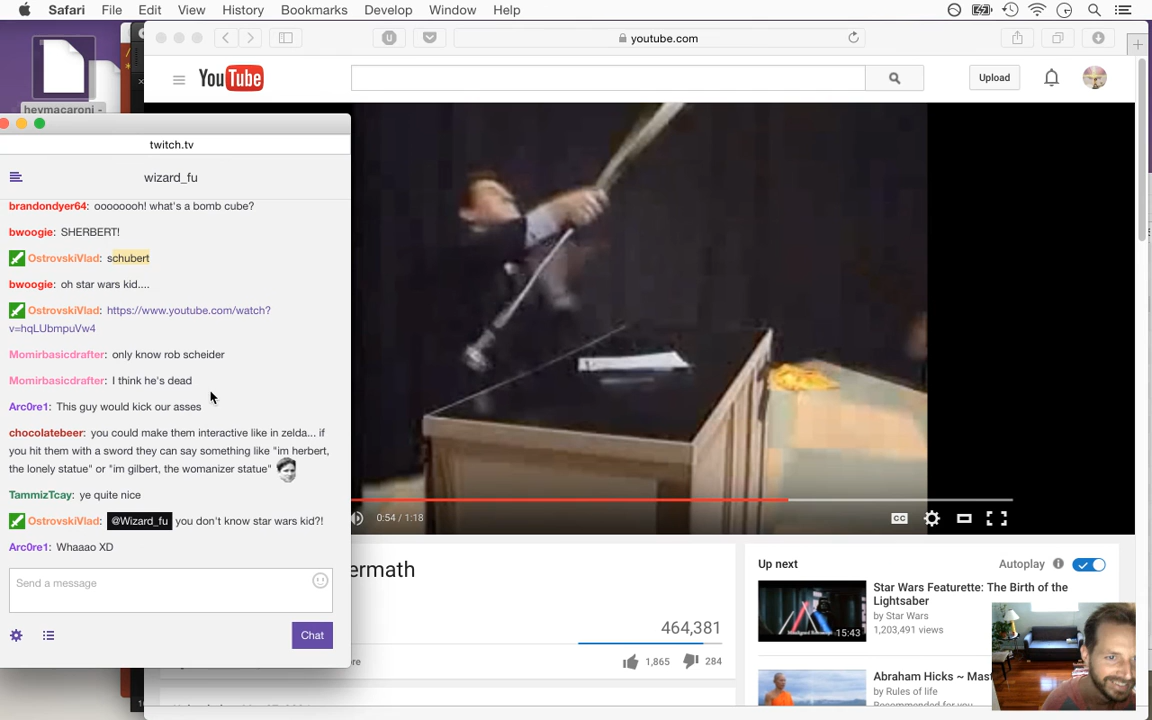 Safari File Edit View History Bookmarks Develop Window Help
youtube.com
YouTube
Upload
heymacaroni -
twitch.tv
wizard_fu
brandondyer64: oooooooh! what's a bomb cube?
bwoogie: SHERBERT!
OstrovskiVlad: schubert
bwoogie: oh star wars kid....
OstrovskiVlad: https://www.youtube.com/watch?
v=hqLUbmpuVw4
Momirbasicdrafter: only know rob scheider
Momirbasicdrafter: I think he's dead
Arc0re1: This guy would kick our asses
chocolatebeer: you could make them interactive like in zelda... if
you hit them with a sword they can say something like "im herbert,
the lonely statue" or "im gilbert, the womanizer statue"
TammizTcay: ye quite nice
OstrovskiVlad: @Wizard_fu you don't know star wars kid?!
Arc0re1: Whaaao XD
Send a message
Chat
0:54 / 1:18
CC
ermath
464,381
1,865 284
re
Up next
Autoplay
Star Wars Featurette: The Birth of the
Lightsaber
by Star Wars
1,203,491 views
15:43
Abraham Hicks ~ Mast
by Rules of life